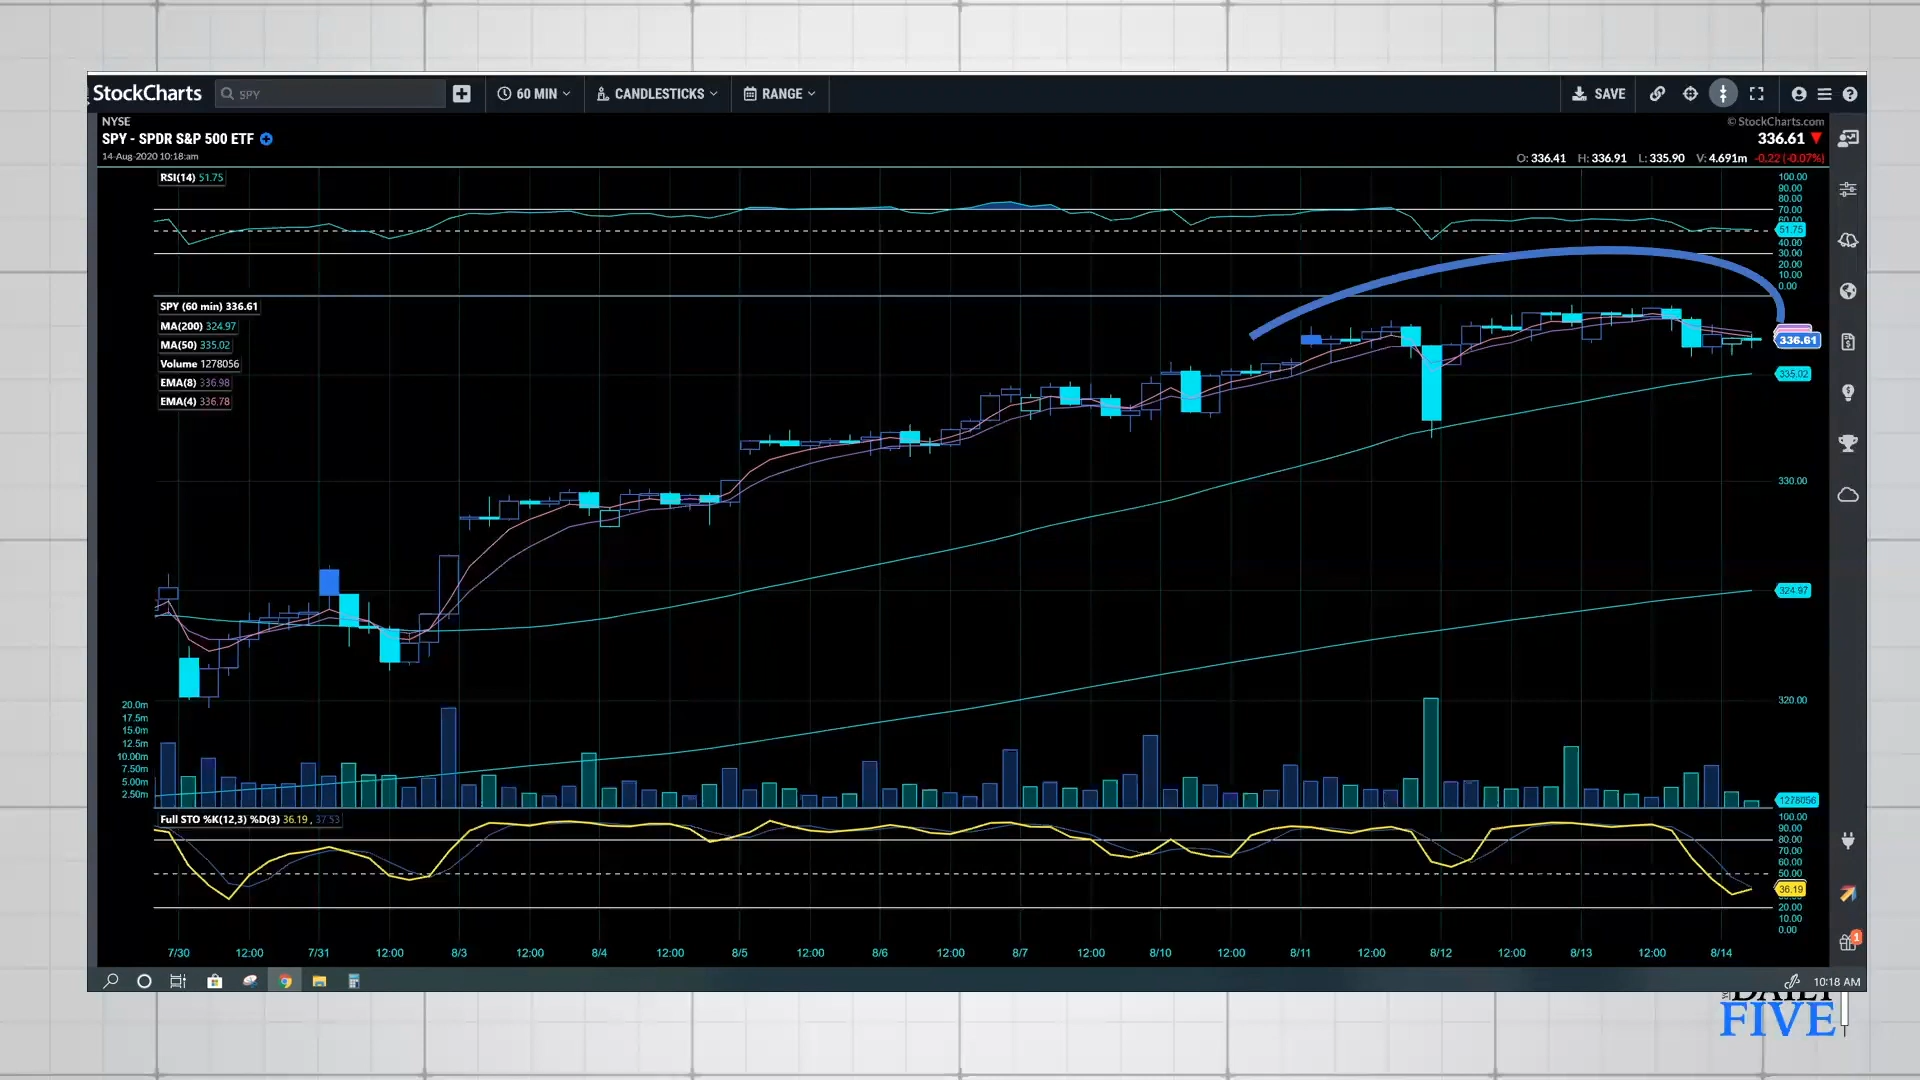 StockCharts
SPY
60 MIN
CANDLESTICKS
RANGE
SAVE
NYSE
© StockCharts.com
SPY - SPDR S&P 500 ETF
336.61
14-Aug-2020 10:18:am
O: 336.41 H: 336.91 L: 335.90 V: 4.691m -0.22 (-0.07%)
RSI(14) 51.75
100.00
90.00
80.00
70.00
60.00
51.75
40.00
30.00
20.00
10.00
0.00
SPY (60 min) 336.61
MA(200) 324.97
MA(50) 335.02
Volume 1278056
EMA(8) 336.98
EMA(4) 336.78
336.61
335.02
330.00
324.97
320.00
20.0m
17.5m
15.0m
12.5m
10.00m
7.50m
5.00m
2.50m
1278056
Full STO %K(12,3) %D(3) 36.19 , 37.53
100.00
90.00
80.00
70.00
60.00
50.00
36.19
20.00
10.00
0.00
7/30 12:00 7/31 12:00 8/3 12:00 8/4 12:00 8/5 12:00 8/6 12:00 8/7 12:00 8/10 12:00 8/11 12:00 8/12 12:00 8/13 12:00 8/14
1
10:18 AM
DAILY
FIVE